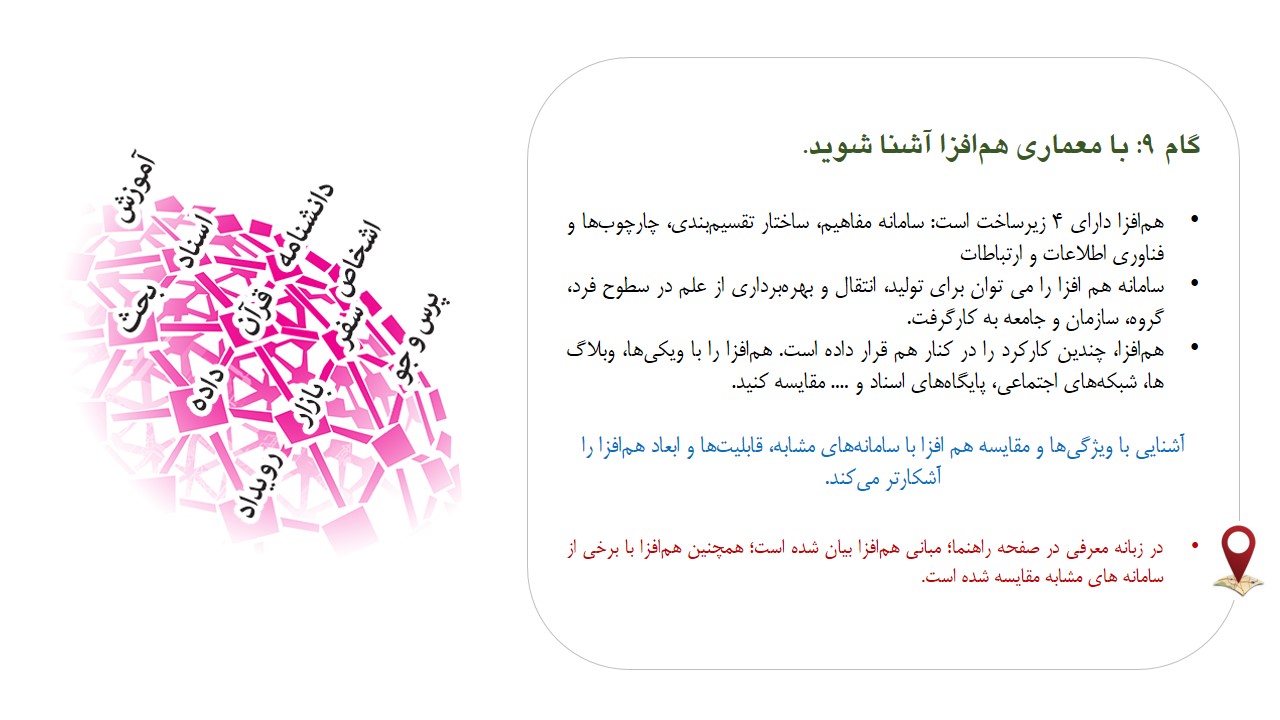 گام ۹: با معماری هم‌افزا آشنا شوید.
• هم‌افزا دارای ۴ زیرساخت است: سامانه مفاهیم، ساختار تقسیم‌بندی، چارچوب‌ها و
فناوری اطلاعات و ارتباطات
• سامانه هم افزا را می توان برای تولید، انتقال و بهره‌برداری از علم در سطوح فرد،
گروه، سازمان و جامعه به کارگرفت.
• هم‌افزا، چندین کارکرد را در کنار هم قرار داده است. هم‌افزا را با ویکی‌ها، وبلاگ
ها، شبکه‌های اجتماعی، پایگاه‌های اسناد و .... مقایسه کنید.
آشنایی با ویژگی‌ها و مقایسه هم افزا با سامانه‌های مشابه، قابلیت‌ها و ابعاد هم‌افزا را
آشکارتر می‌کند.
• در زبانه معرفی در صفحه راهنما؛ مبانی هم‌افزا بیان شده است؛ همچنین هم‌افزا با برخی از
سامانه های مشابه مقایسه شده است.
آموزش
اسناد
دانشنامه
اشخاص
بحث
قرآن
سفر
پرس و جو
داده
بازار
رویداد